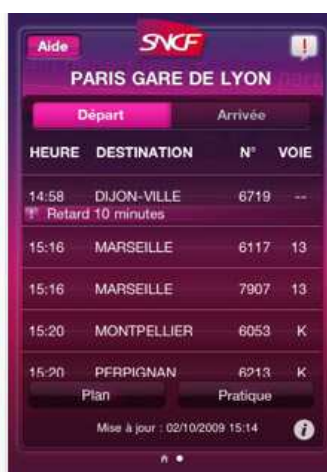 Aide SNCF
PARIS GARE DE LYON
Départ Arrivée
HEURE DESTINATION N° VOIE
14:58 DIJON-VILLE 6719 --
Retard 10 minutes
15:16 MARSEILLE 6117 13
15:16 MARSEILLE 7907 13
15:20 MONTPELLIER 6053 K
15:20 PERPIGNAN 6213 K
Plan Pratique
Mise à jour : 02/10/2009 15:14